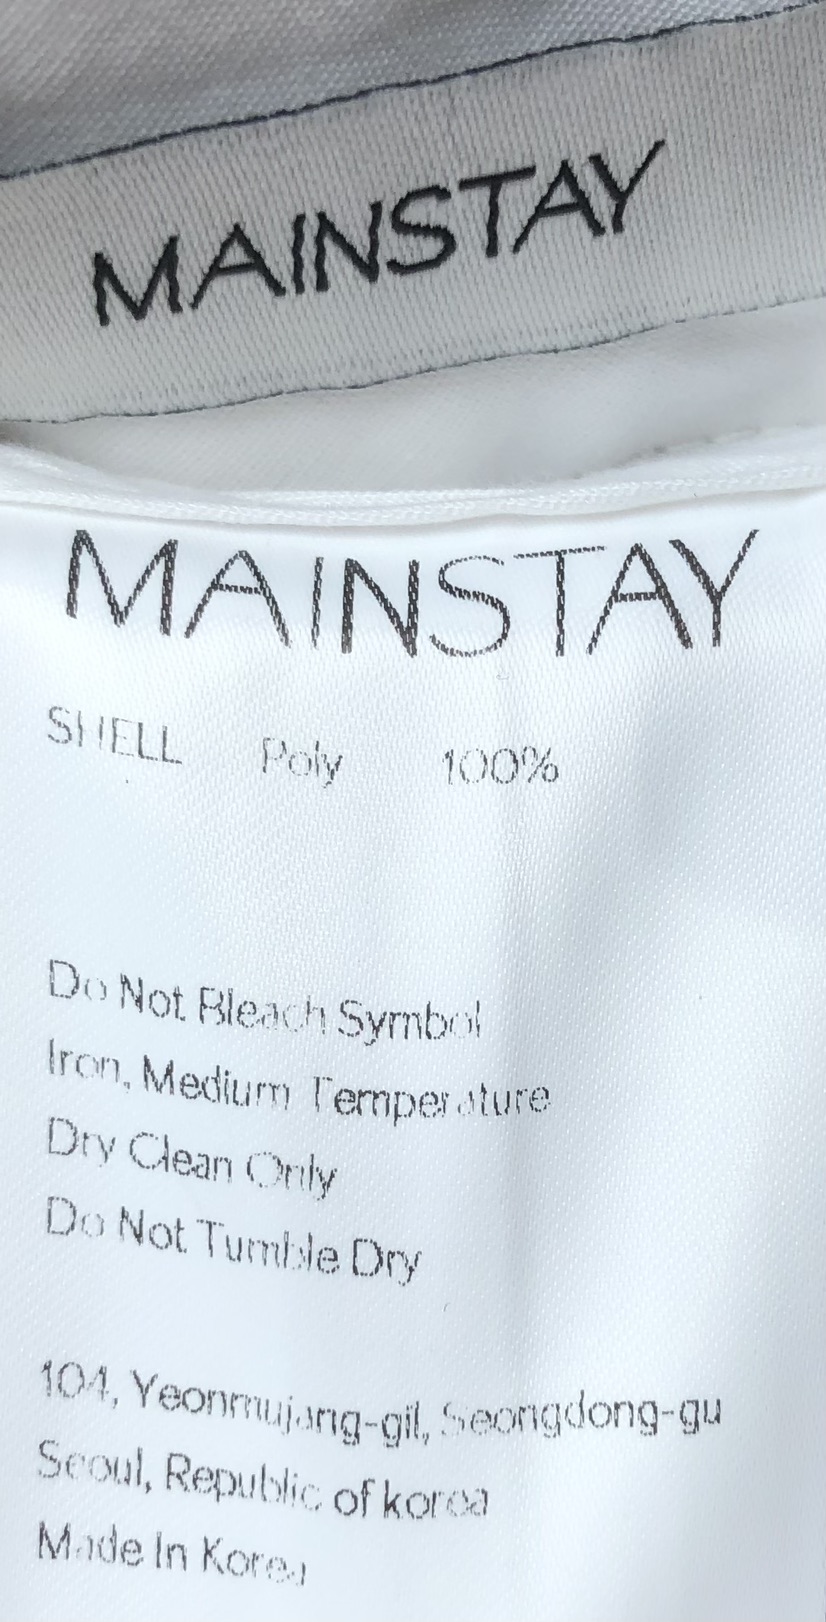 MAINSTAY
MAINSTAY
SHELL Poly 100%
Do Not Bleach Symbol
Iron, Medium Temperature
Dry Clean Only
Do Not Tumble Dry
104, Yeonmujang-gil, Seongdong-gu
Seoul, Republic of korea
Made In Korea